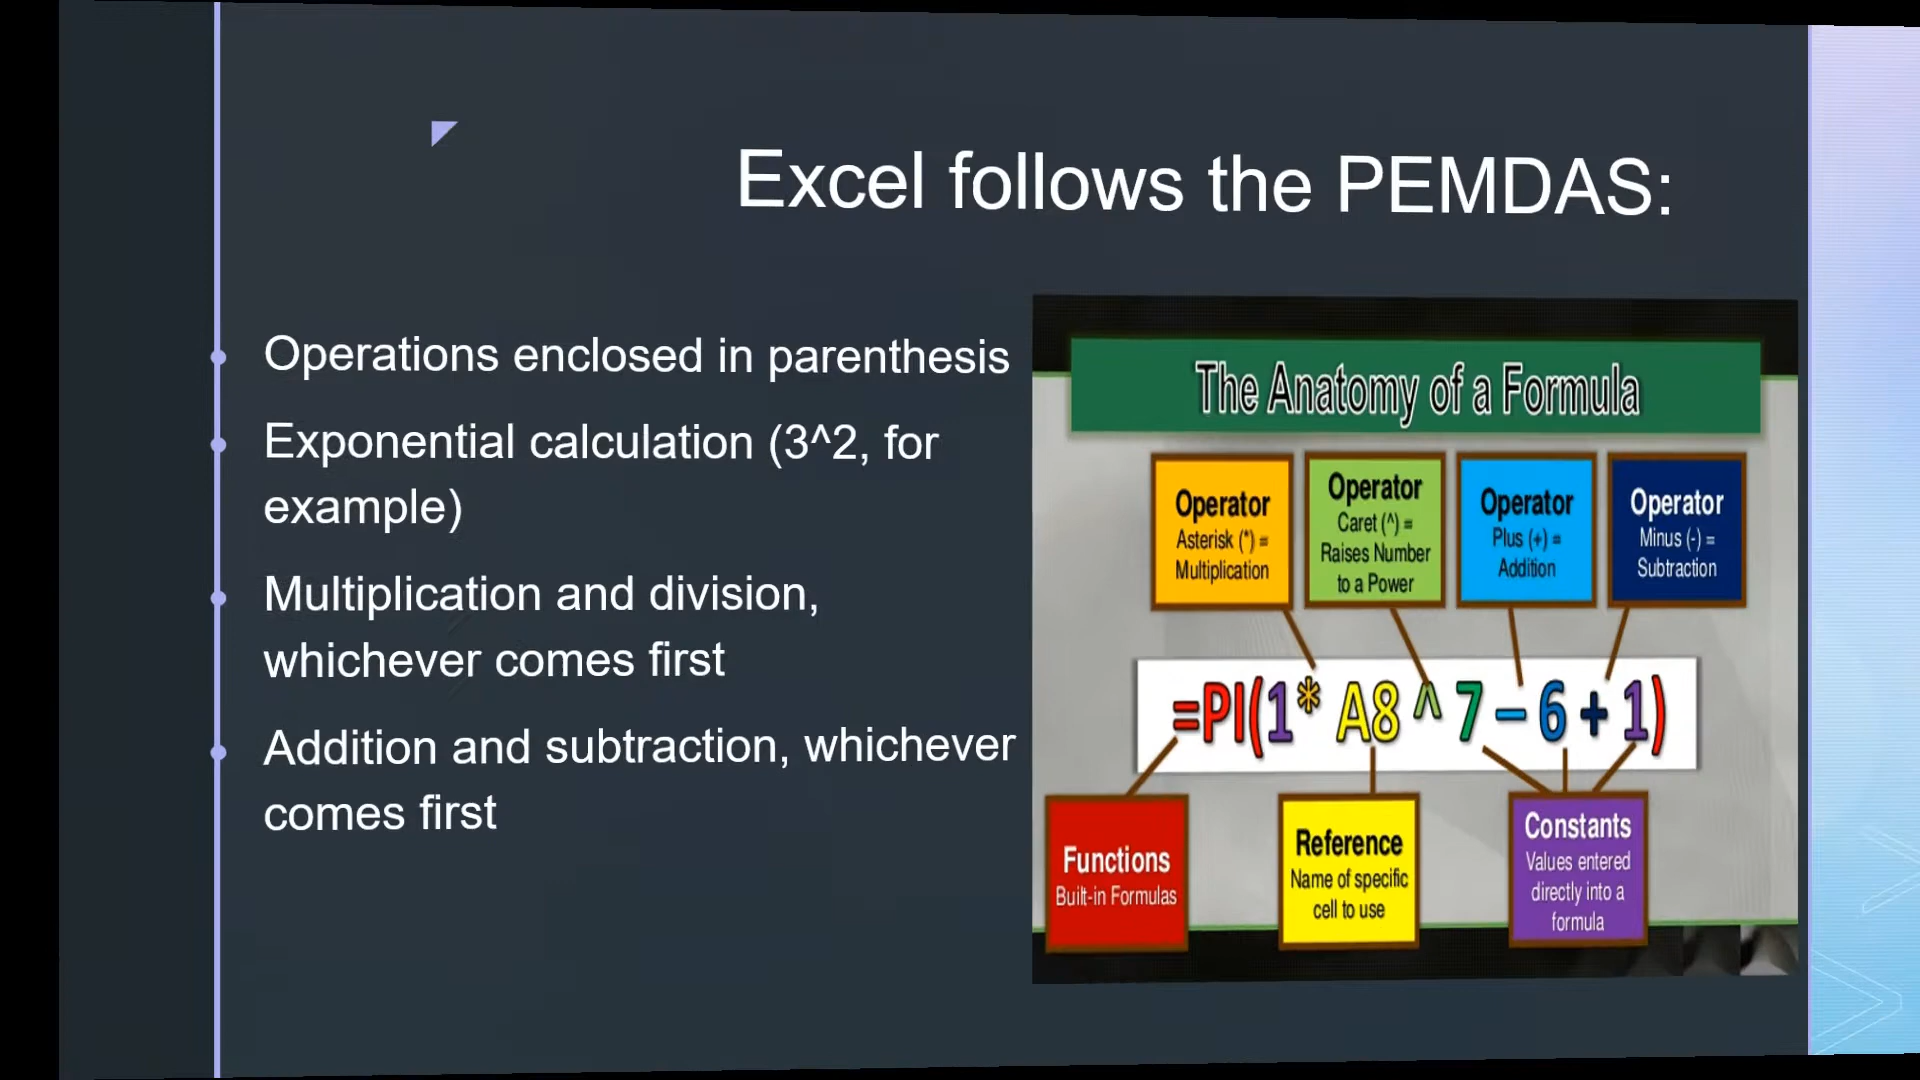 Excel follows the PEMDAS:
Operations enclosed in parenthesis
Exponential calculation (3^2, for
example)
Multiplication and division,
whichever comes first
Addition and subtraction, whichever
comes first
The Anatomy of a Formula
Operator
Asterisk (*) =
Multiplication
Operator
Caret (^) =
Raises Number
to a Power
Operator
Plus (+) =
Addition
Operator
Minus (-) =
Subtraction
=PI(1* A8 ^ 7 – 6 + 1)
Functions
Built-in Formulas
Reference
Name of specific
cell to use
Constants
Values entered
directly into a
formula